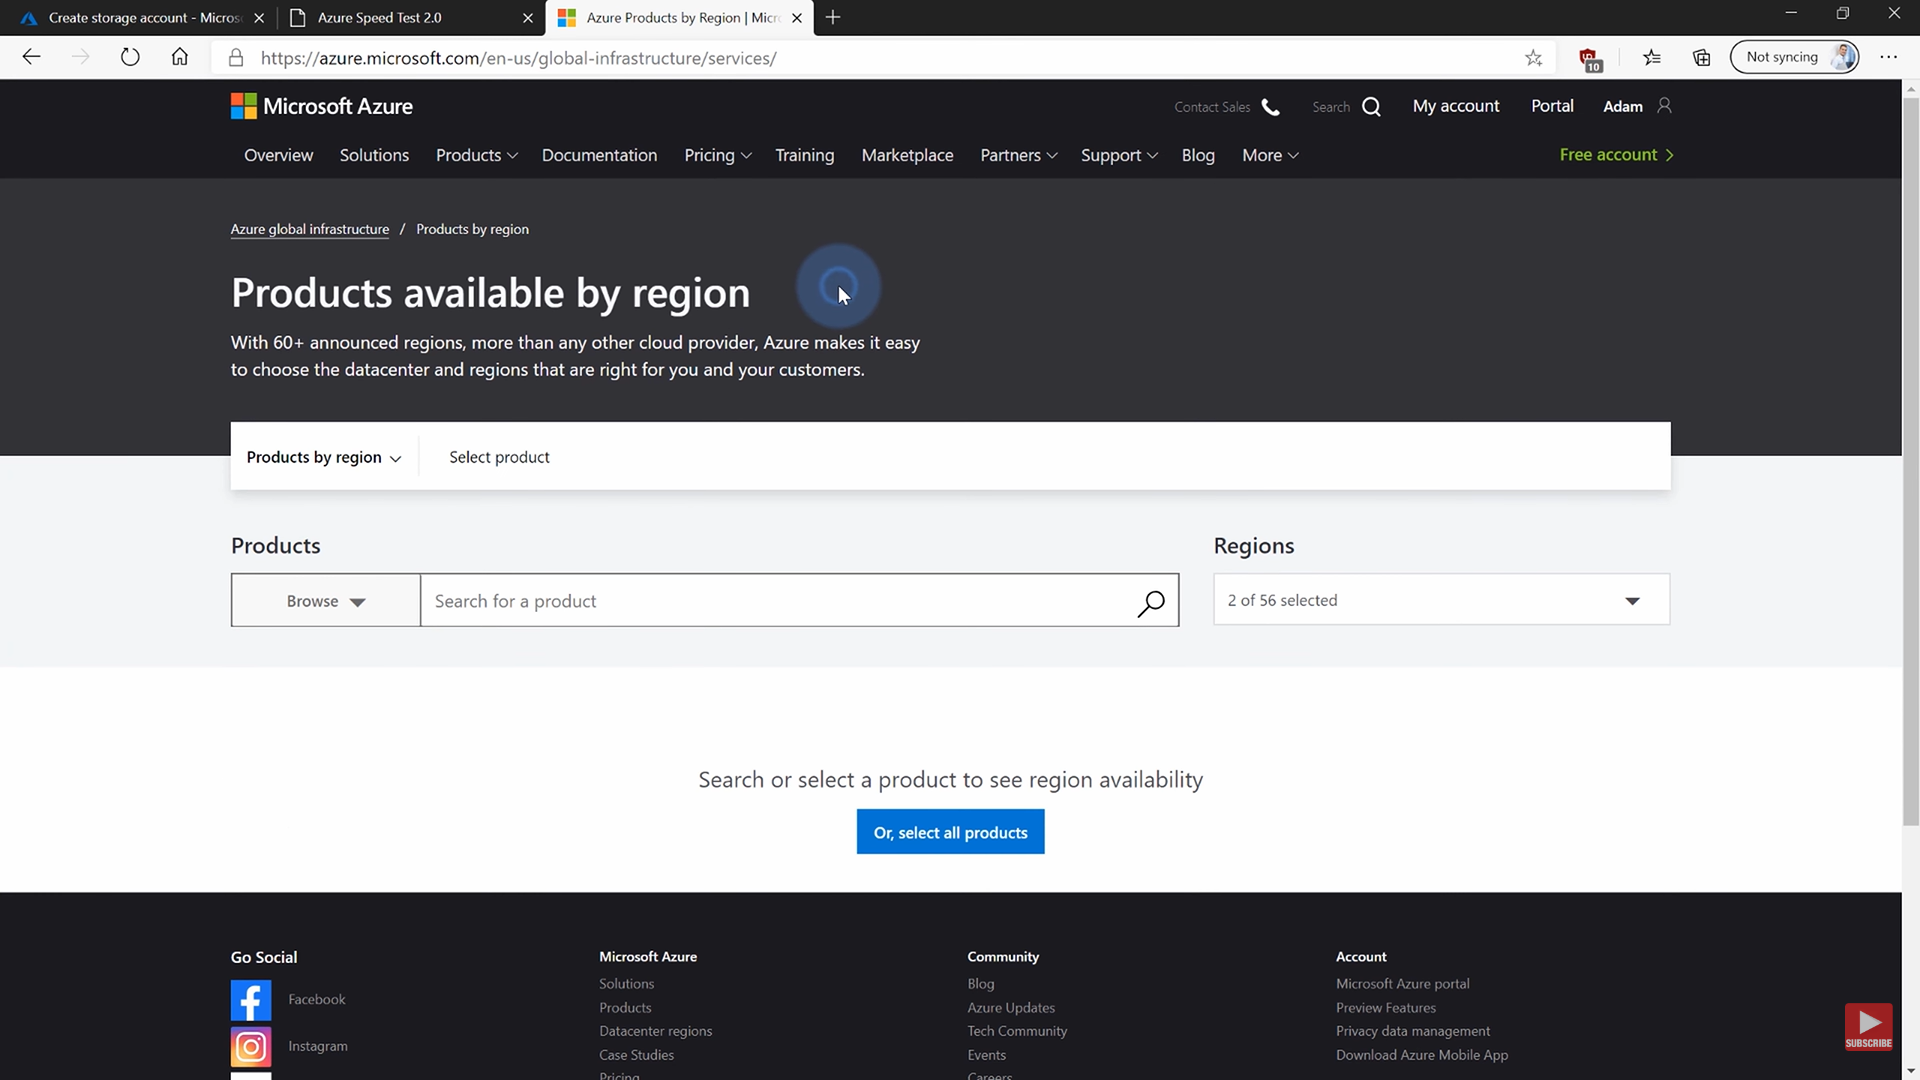 Create storage account - Micros
Azure Speed Test 2.0
Azure Products by Region | Micr
https://azure.microsoft.com/en-us/global-infrastructure/services/
10
Not syncing
Microsoft Azure
Contact Sales
Search
My account
Portal
Adam
Overview
Solutions
Products
Documentation
Pricing
Training
Marketplace
Partners
Support
Blog
More
Free account
Azure global infrastructure / Products by region
Products available by region
With 60+ announced regions, more than any other cloud provider, Azure makes it easy
to choose the datacenter and regions that are right for you and your customers.
Products by region
Select product
Products
Regions
Browse
Search for a product
2 of 56 selected
Search or select a product to see region availability
Or, select all products
Go Social
Facebook
Instagram
Microsoft Azure
Solutions
Products
Datacenter regions
Case Studies
Pricing
Community
Blog
Azure Updates
Tech Community
Events
Careers
Account
Microsoft Azure portal
Preview Features
Privacy data management
Download Azure Mobile App
SUBSCRIBE